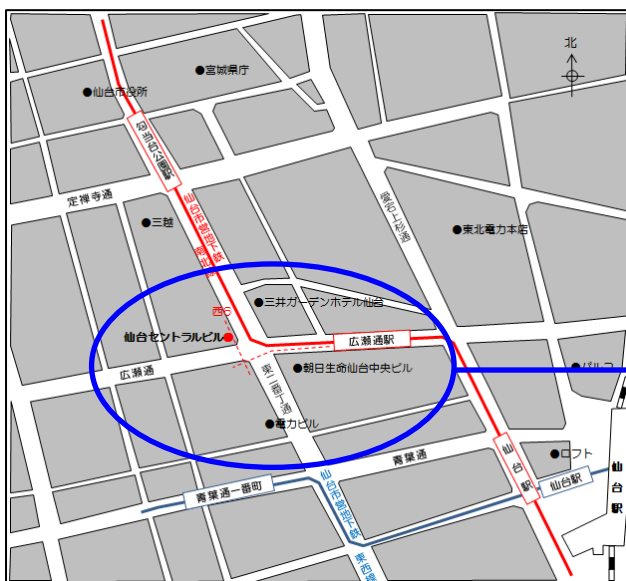 北
●宮城県庁
●仙台市役所
勾当台公園駅
定禅寺通
愛宕上杉通
●三越
仙台市営地下鉄
南北線
●東北電力本店
●三井ガーデンホテル仙台
西5
仙台セントラルビル●
広瀬通駅
広瀬通
東二番丁通
●朝日生命仙台中央ビル
●パルコ
●電力ビル
青葉通
仙台駅
●ロフト
仙台駅
仙台駅
青葉通一番町
仙台市営地下鉄
東西線